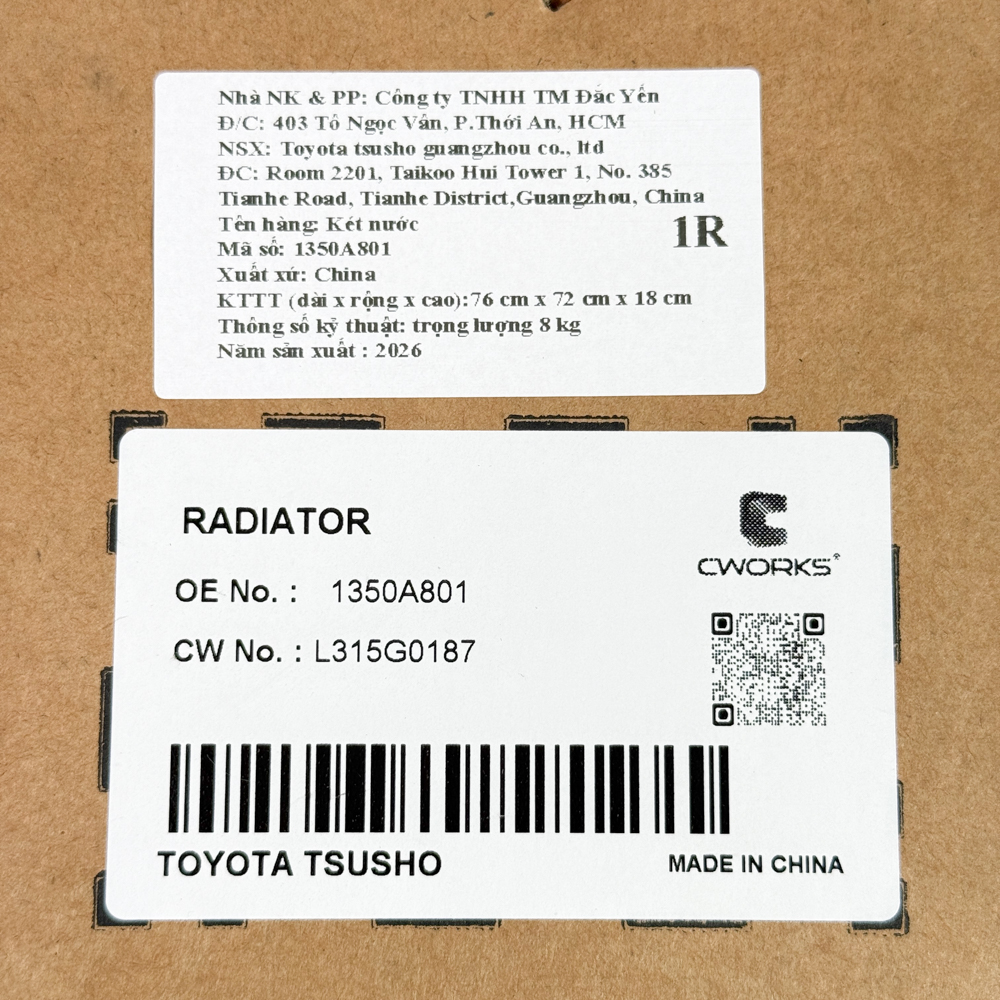 Nhà NK & PP: Công ty TNHH TM Đắc Yến
Đ/C: 403 Tô Ngọc Vân, P.Thới An, HCM
NSX: Toyota tsusho guangzhou co., ltd
ĐC: Room 2201, Taikoo Hui Tower 1, No. 385
Tianhe Road, Tianhe District,Guangzhou, China
Tên hàng: Két nước
1R
Mã số: 1350A801
Xuất xứ: China
KTTT (dài x rộng x cao):76 cm x 72 cm x 18 cm
Thông số kỹ thuật: trọng lượng 8 kg
Năm sản xuất : 2026
RADIATOR
CWORKS®
OE No. : 1350A801
CW No. : L315G0187
TOYOTA TSUSHO
MADE IN CHINA